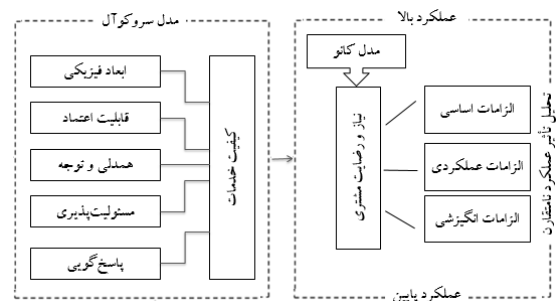 عملکرد بالا
مدل کانو
نیاز و رضایت مشتری
الزامات اساسی
الزامات عملکردی
الزامات انگیزشی
تحلیل تأثیر عملکرد نامتقارن
عملکرد پایین
مدل سروکوآل
ابعاد فیزیکی
قابلیت اعتماد
همدلی و توجه
مسئولیت‌پذیری
پاسخ‌گویی
کیفیت خدمات